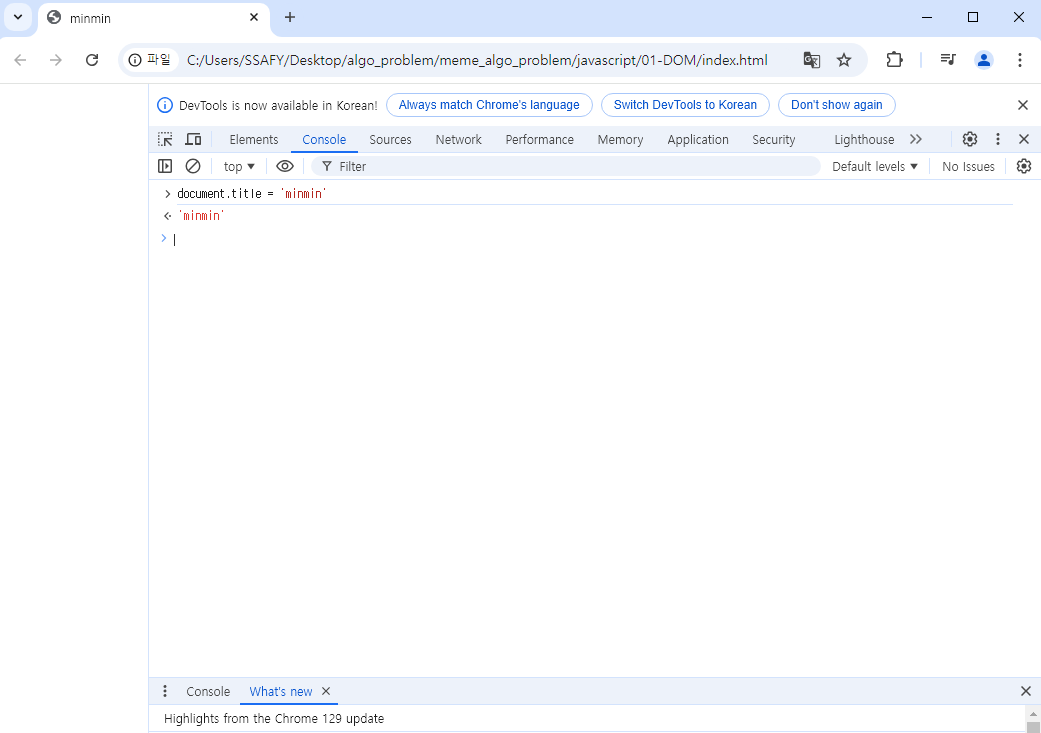 minmin
파일 C:/Users/SSAFY/Desktop/algo_problem/meme_algo_problem/javascript/01-DOM/index.html
DevTools is now available in Korean! Always match Chrome's language Switch DevTools to Korean Don't show again
Elements Console Sources Network Performance Memory Application Security Lighthouse
top Filter Default levels No Issues
document.title = 'minmin'
'minmin'
Console What's new
Highlights from the Chrome 129 update